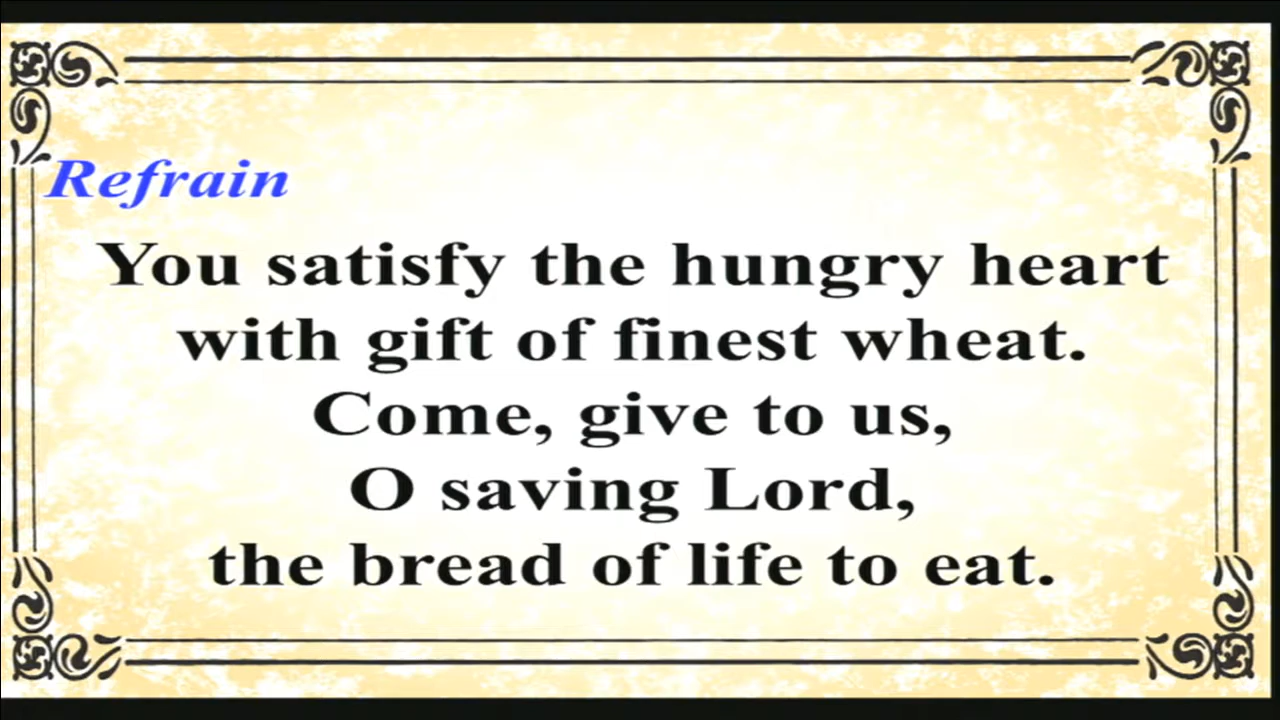 Refrain
You satisfy the hungry heart
with gift of finest wheat.
Come, give to us,
O saving Lord,
the bread of life to eat.